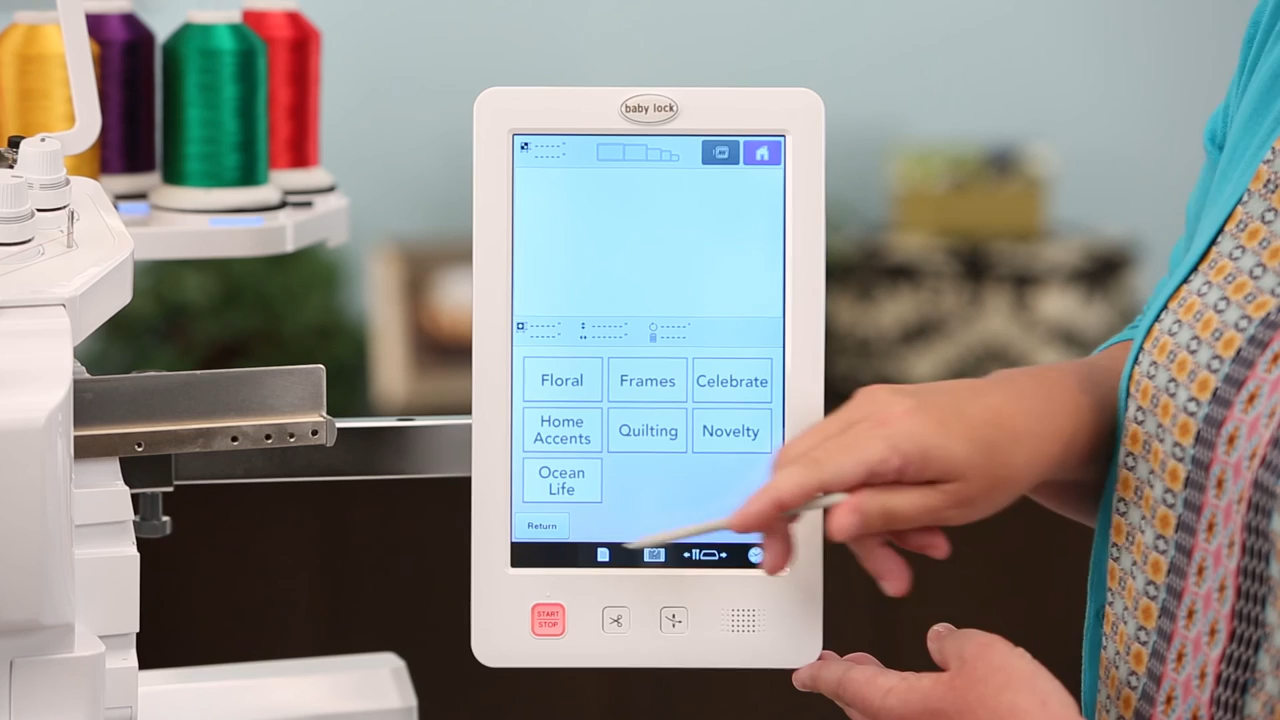 baby lock
Floral
Frames
Celebrate
Home
Accents
Quilting
Novelty
Ocean
Life
Return
START
STOP